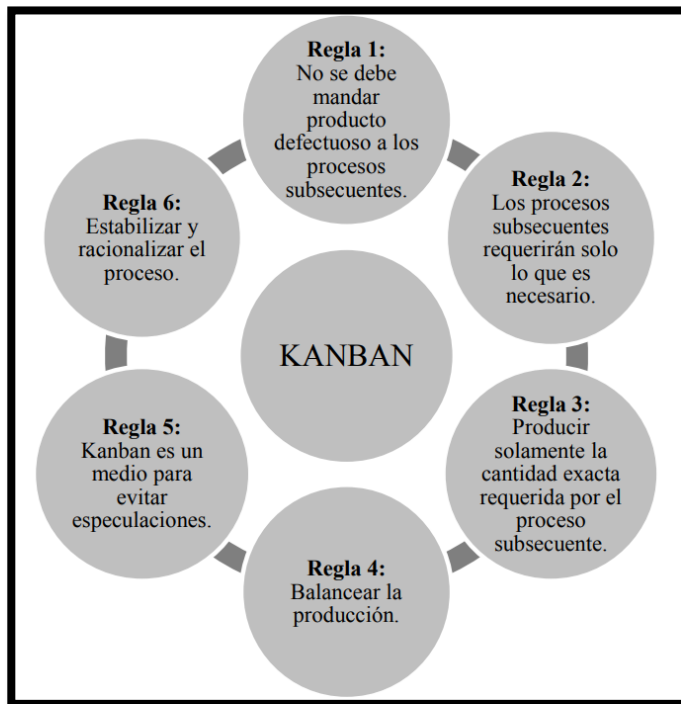 Regla 1:
No se debe
mandar
producto
defectuoso a los
procesos
subsecuentes.
Regla 2:
Los procesos
subsecuentes
requerirán solo
lo que es
necesario.
Regla 3:
Producir
solamente la
cantidad exacta
requerida por el
proceso
subsecuente.
Regla 4:
Balancear la
producción.
Regla 5:
Kanban es un
medio para
evitar
especulaciones.
Regla 6:
Estabilizar y
racionalizar el
proceso.
KANBAN